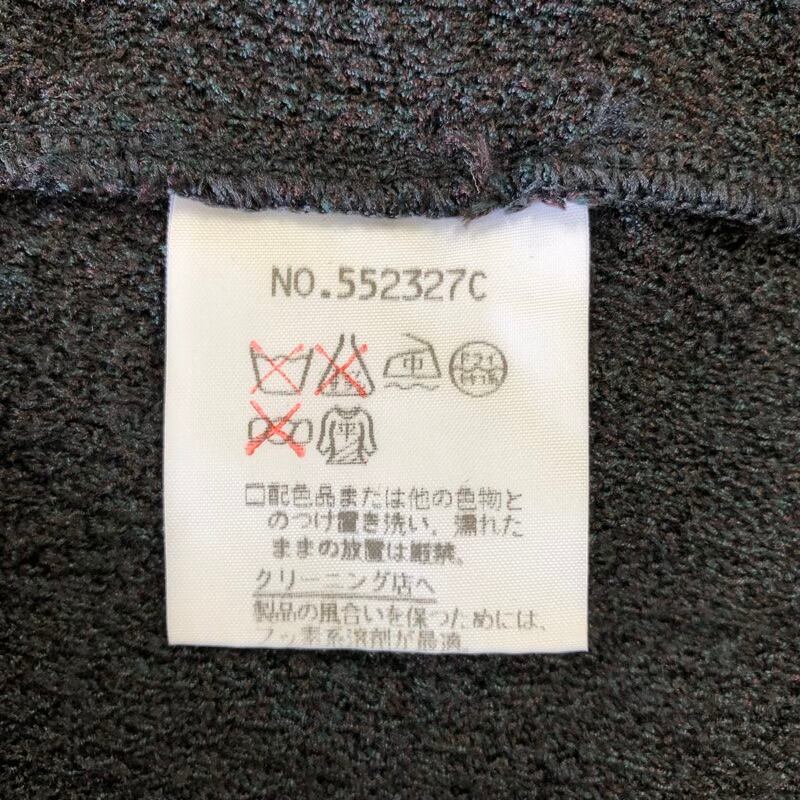 NO.552327C
中
平
□配色品または他の色物と
のつけ置き洗い、濡れた
ままの放置は厳禁。
クリーニング店へ
製品の風合いを保つためには、
フッ素系溶剤が最適